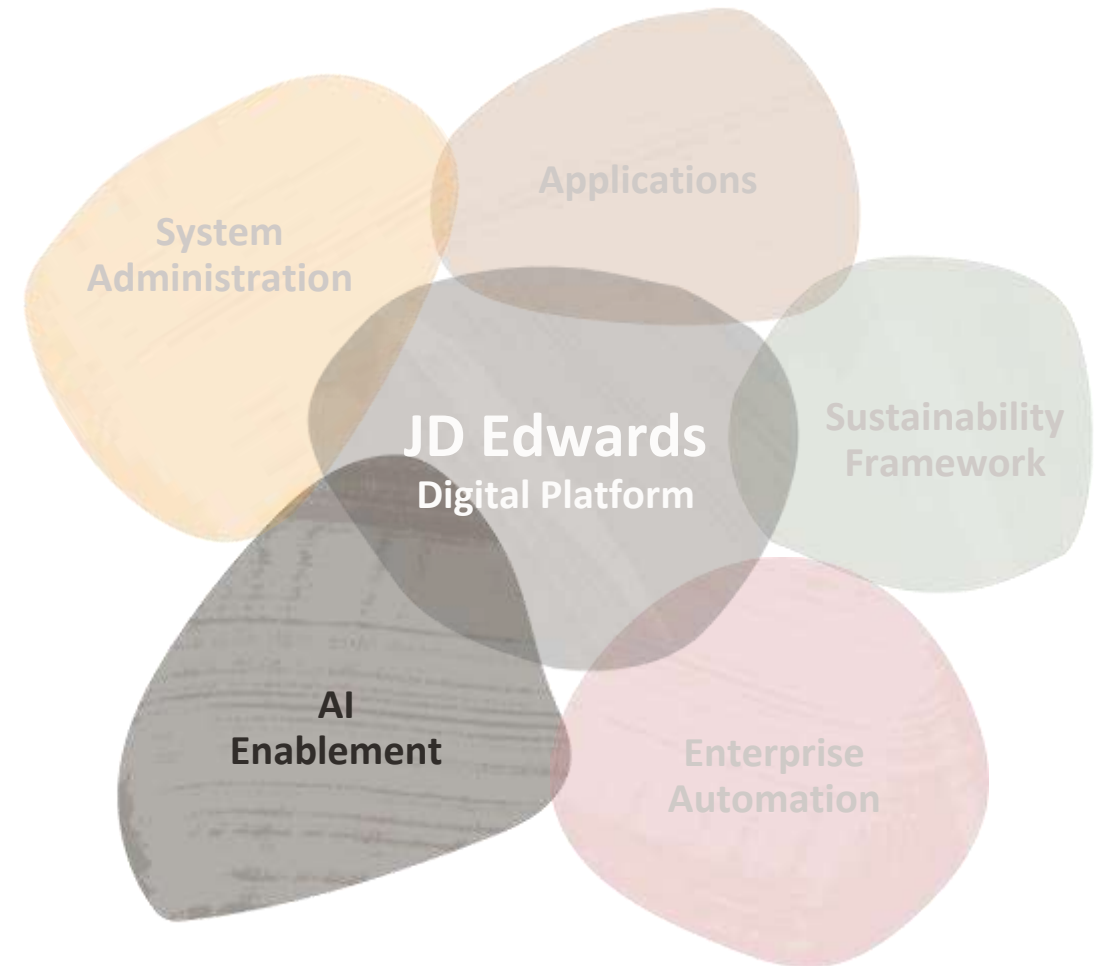 Applications
System
Administration
JD Edwards
Digital Platform
Sustainability
Framework
AI
Enablement
Enterprise
Automation